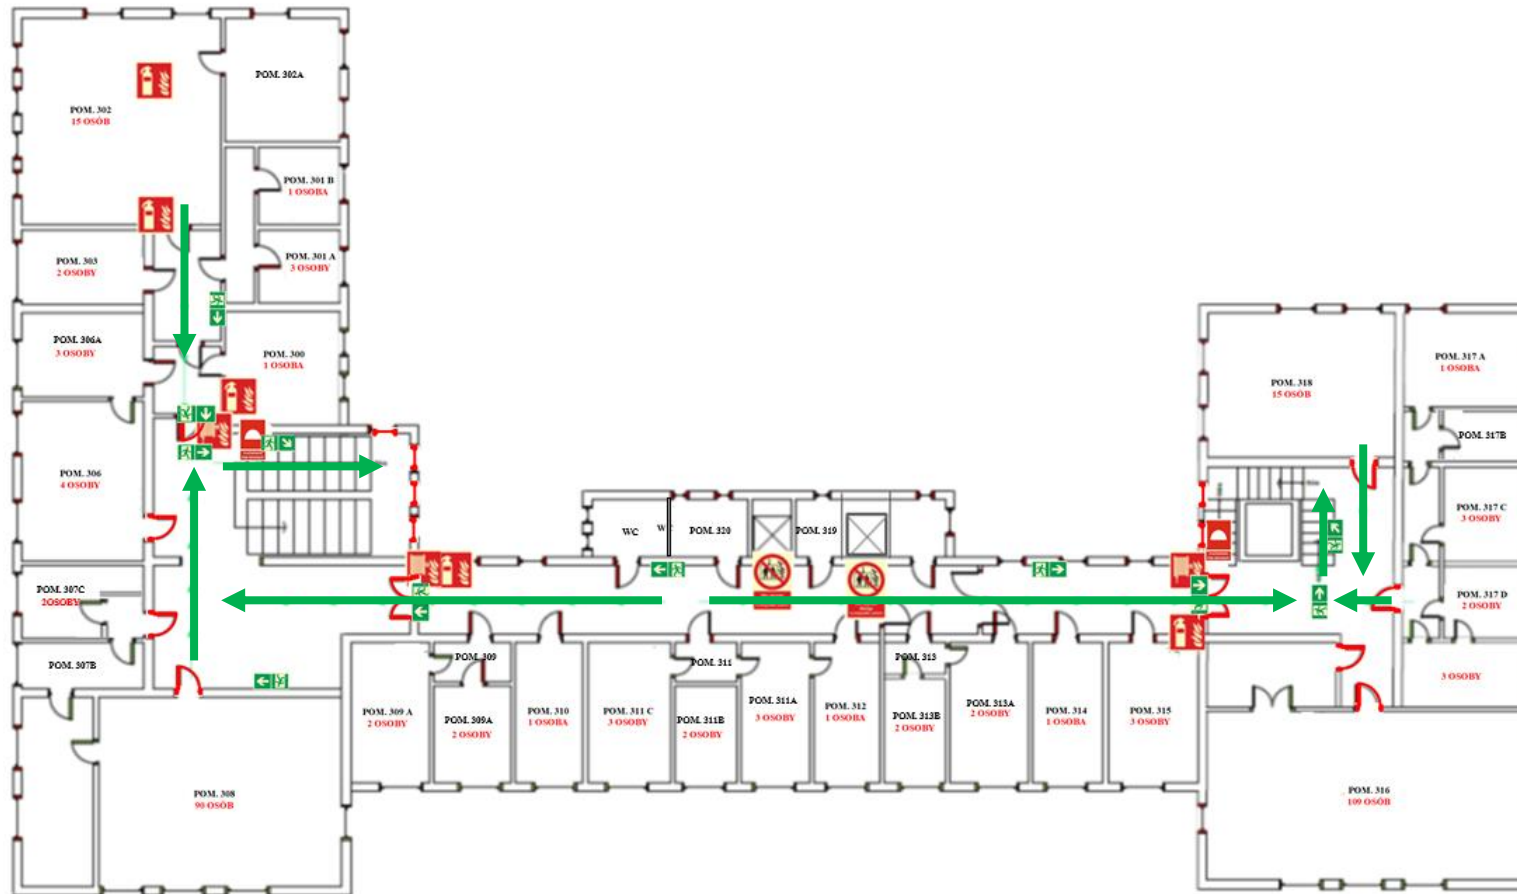 POM. 302A
POM. 302
15 OSÓB
POM. 301 B
1 OSOBA
POM. 303
2 OSOBY
POM. 301 A
3 OSOBY
POM. 306A
3 OSOBY
POM. 300
1 OSOBA
POM. 317 A
1 OSOBA
POM. 318
15 OSÓB
POM. 317B
POM. 306
4 OSOBY
POM. 317 C
3 OSOBY
WC
POM. 320
POM. 319
POM. 307C
2OSOBY
POM. 317 D
2 OSOBY
POM. 307B
POM. 309
POM. 311
POM. 313
3 OSOBY
POM. 309 A
2 OSOBY
POM. 309A
2 OSOBY
POM. 310
1 OSOBA
POM. 311 C
3 OSOBY
POM. 311B
2 OSOBY
POM. 311A
3 OSOBY
POM. 312
1 OSOBA
POM. 313B
2 OSOBY
POM. 313A
2 OSOBY
POM. 314
1 OSOBA
POM. 315
3 OSOBY
POM. 308
90 OSÓB
POM. 316
109 OSÓB